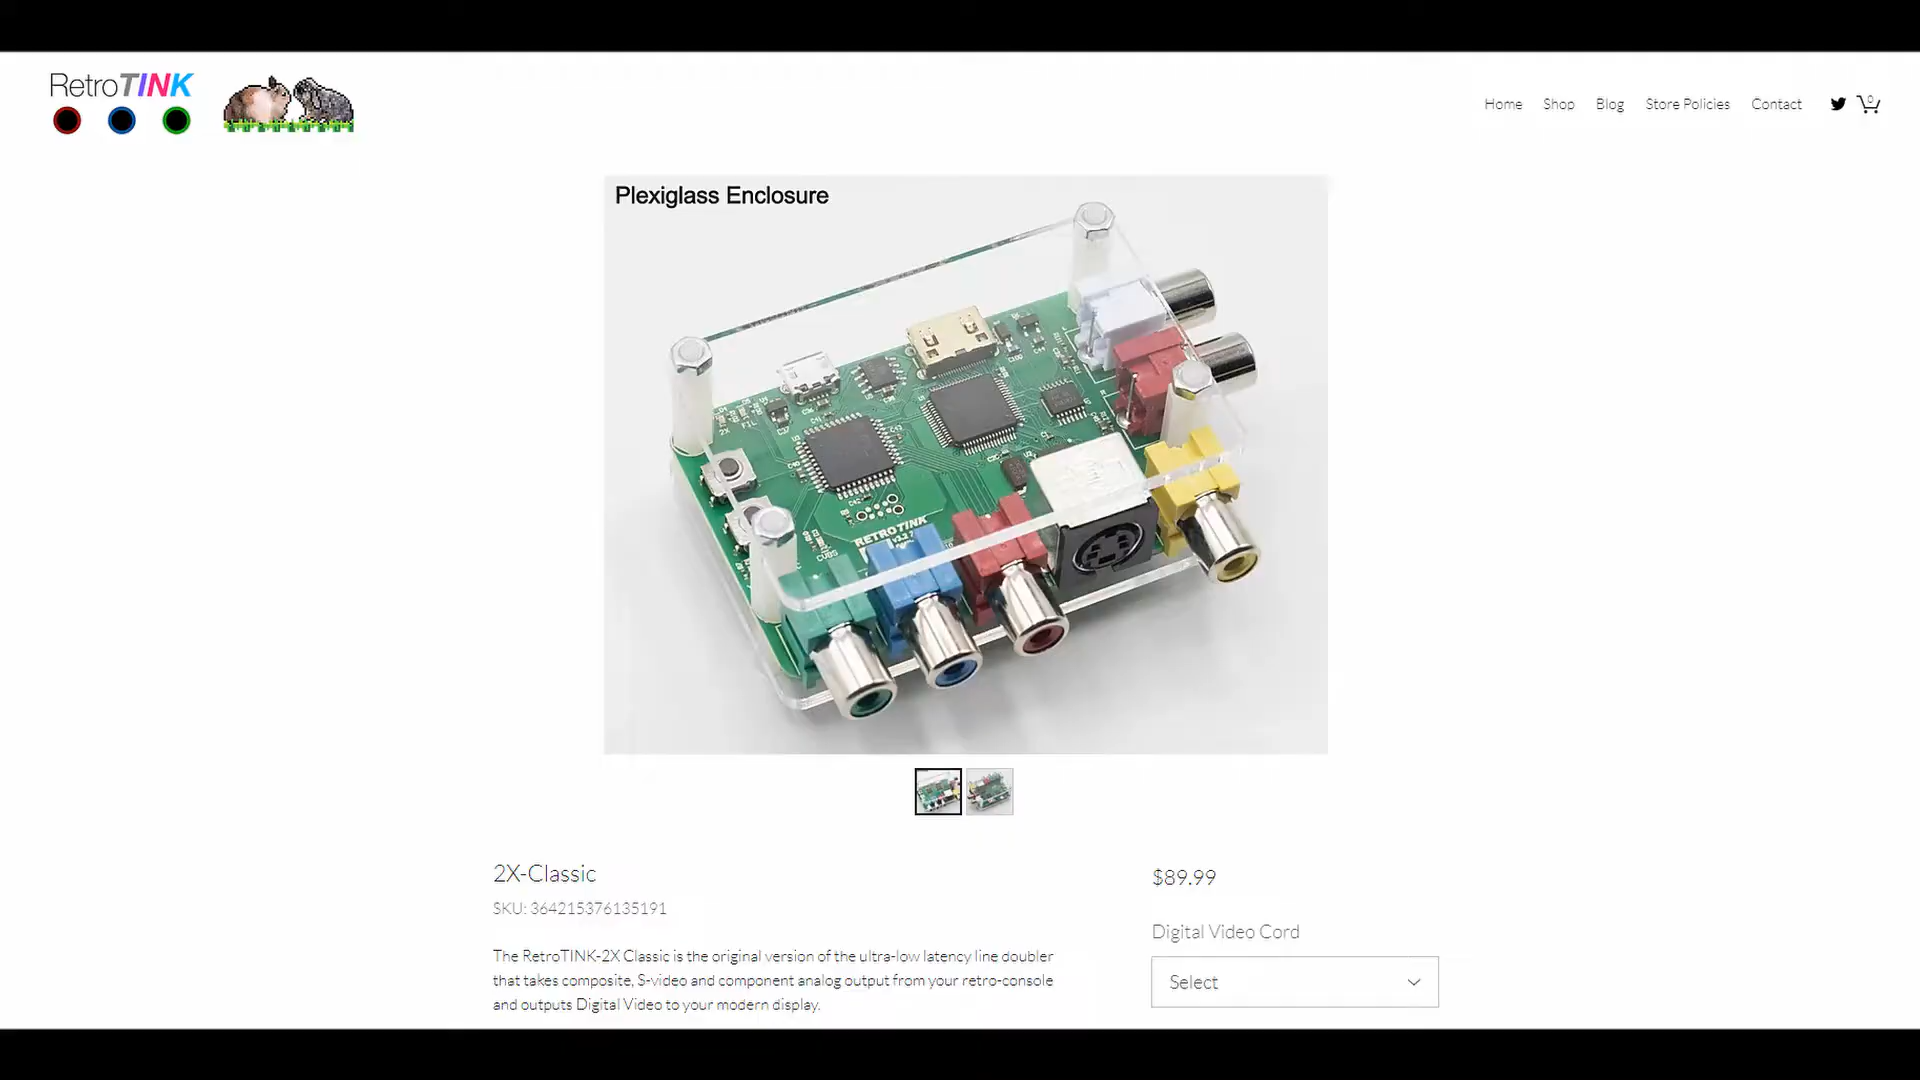 RetroTINK
Home
Shop
Blog
Store Policies
Contact
0
Plexiglass Enclosure
RETROTINK
CVBS
2X-Classic
SKU: 364215376135191
The RetroTINK-2X Classic is the original version of the ultra-low latency line doubler
that takes composite, S-video and component analog output from your retro-console
and outputs Digital Video to your modern display.
$89.99
Digital Video Cord
Select